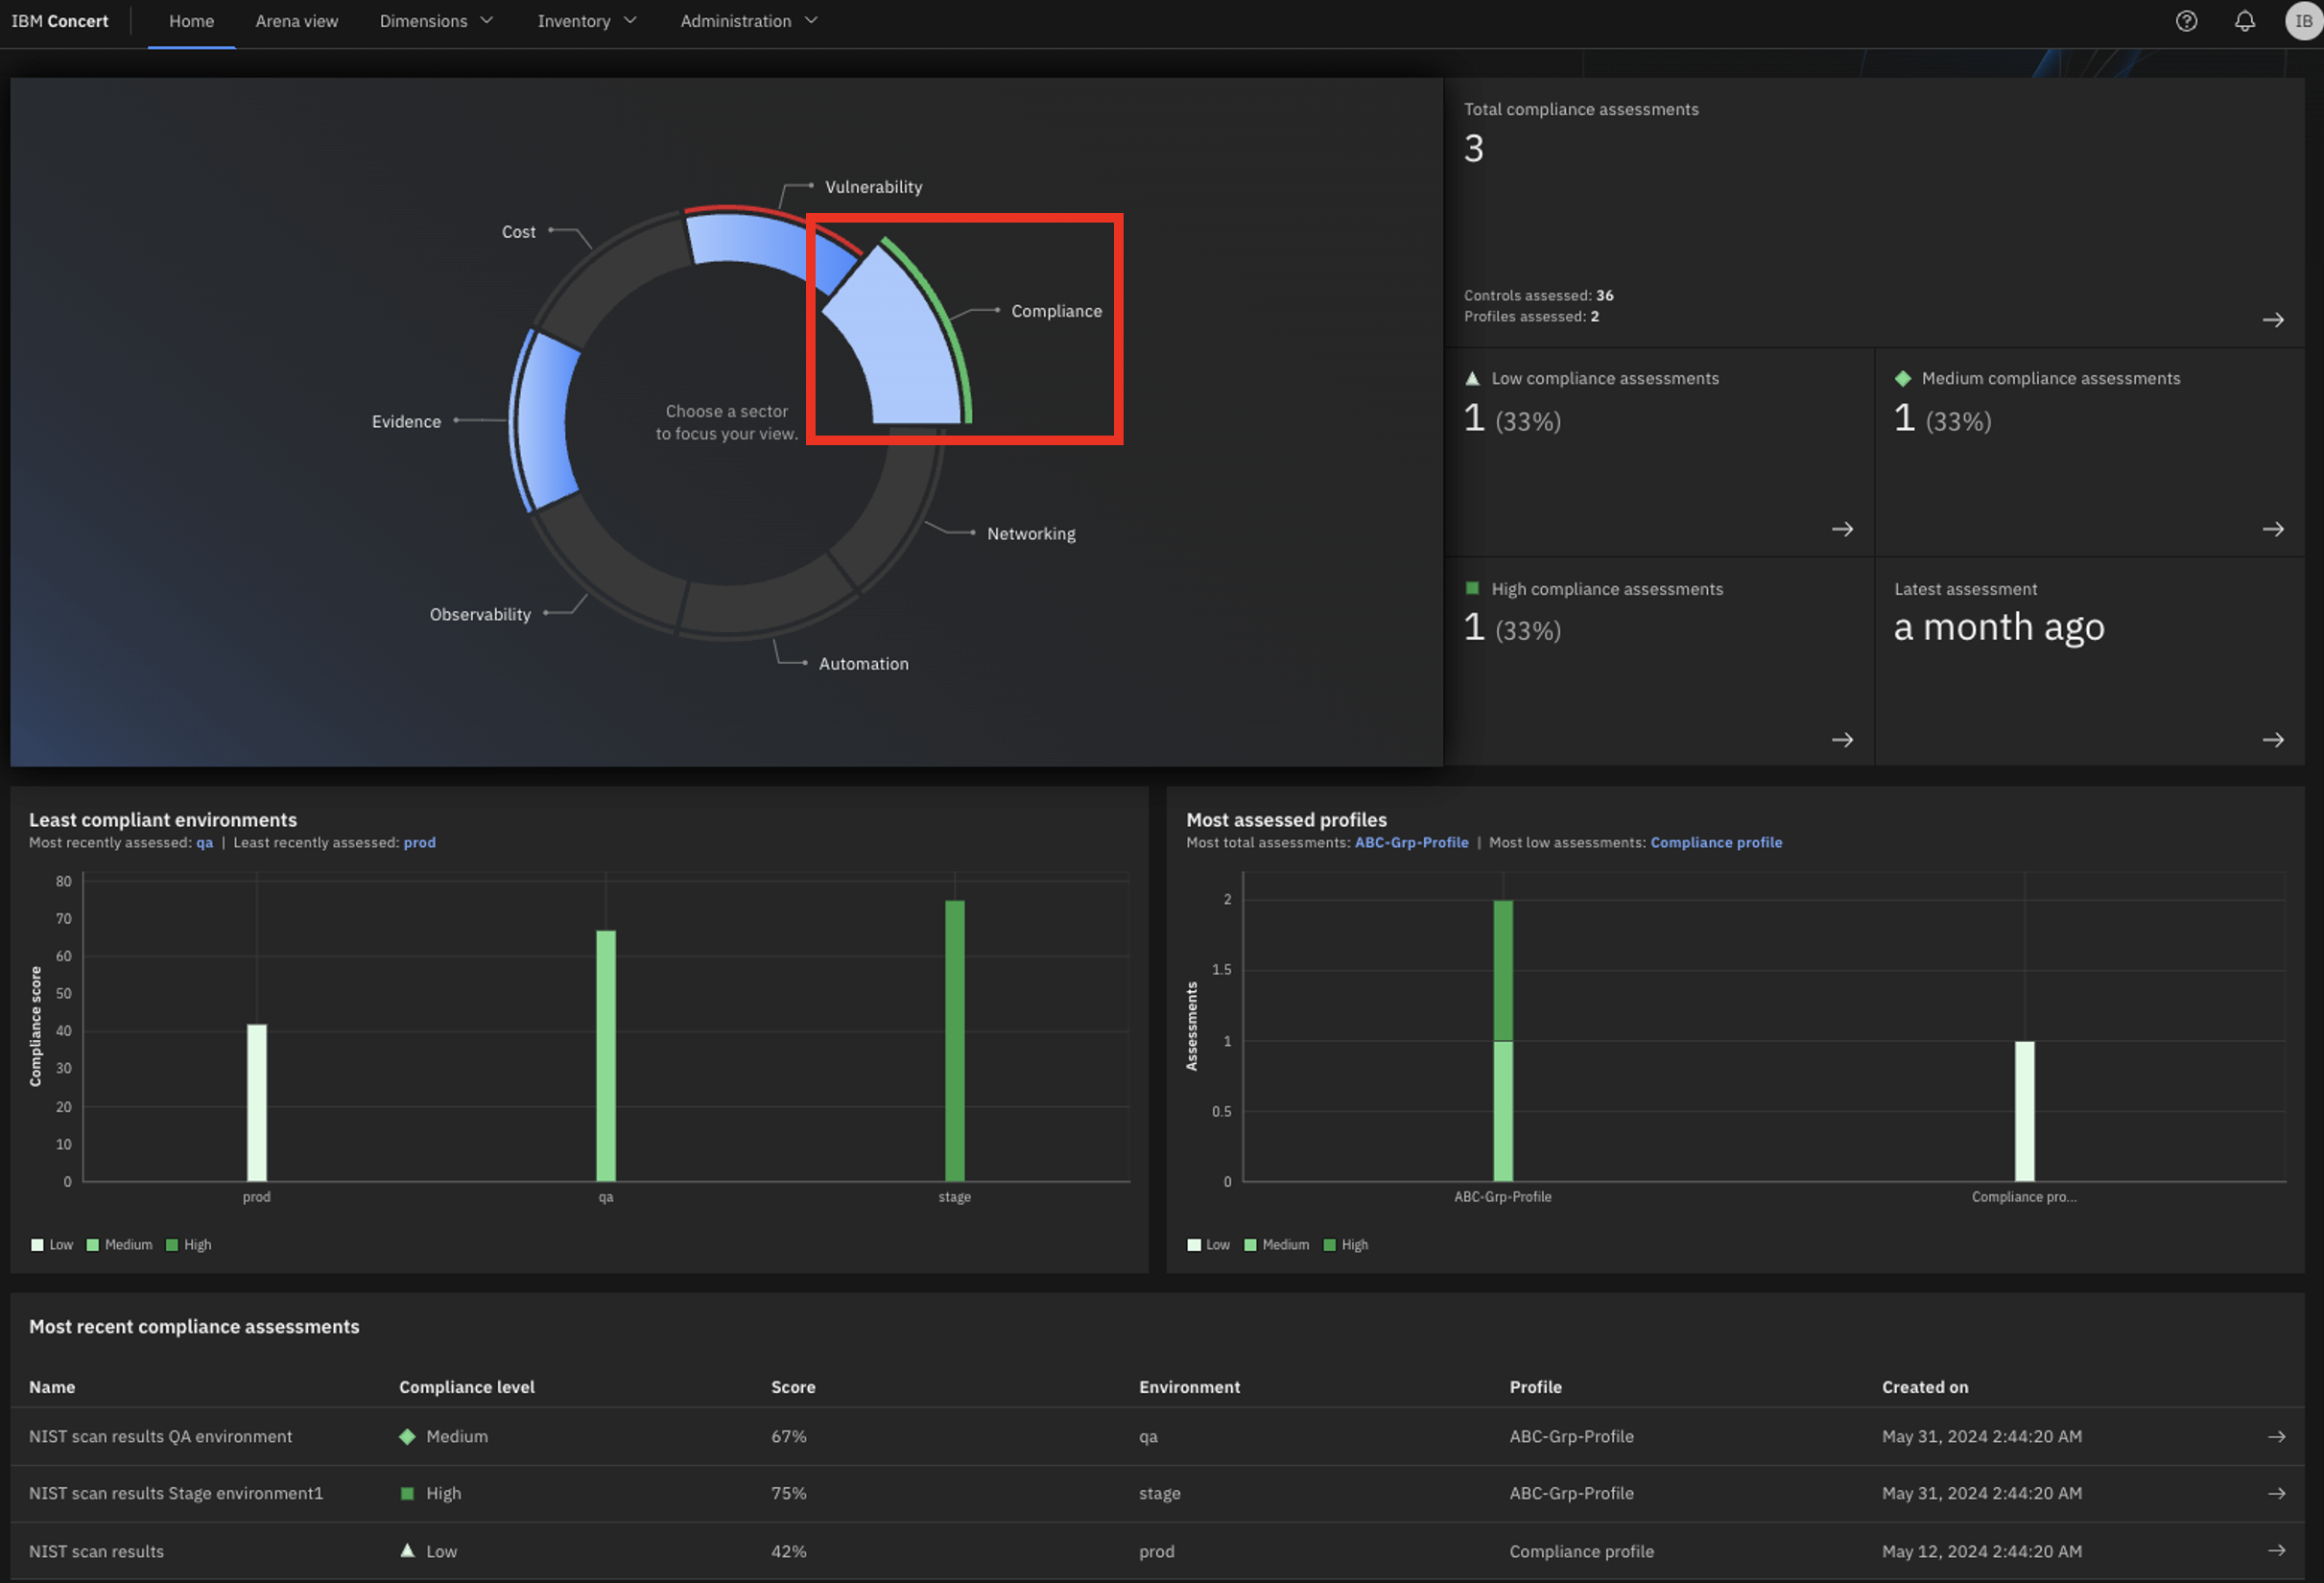 IBM Concert
Home
Arena view
Dimensions
Inventory
Administration
IB
Vulnerability
Cost
Compliance
Evidence
Choose a sector
to focus your view.
Networking
Observability
Automation
Total compliance assessments
3
Controls assessed: 36
Profiles assessed: 2
Low compliance assessments
1 (33%)
Medium compliance assessments
1 (33%)
High compliance assessments
1 (33%)
Latest assessment
a month ago
Least compliant environments
Most recently assessed: qa | Least recently assessed: prod
Compliance score
80
70
60
50
40
30
20
10
0
prod
qa
stage
Low
Medium
High
Most assessed profiles
Most total assessments: ABC-Grp-Profile | Most low assessments: Compliance profile
Assessments
2
1.5
1
0.5
0
ABC-Grp-Profile
Compliance pro...
Low
Medium
High
Most recent compliance assessments
Name Compliance level Score Environment Profile Created on
NIST scan results QA environment Medium 67% qa ABC-Grp-Profile May 31, 2024 2:44:20 AM
NIST scan results Stage environment1 High 75% stage ABC-Grp-Profile May 31, 2024 2:44:20 AM
NIST scan results Low 42% prod Compliance profile May 12, 2024 2:44:20 AM